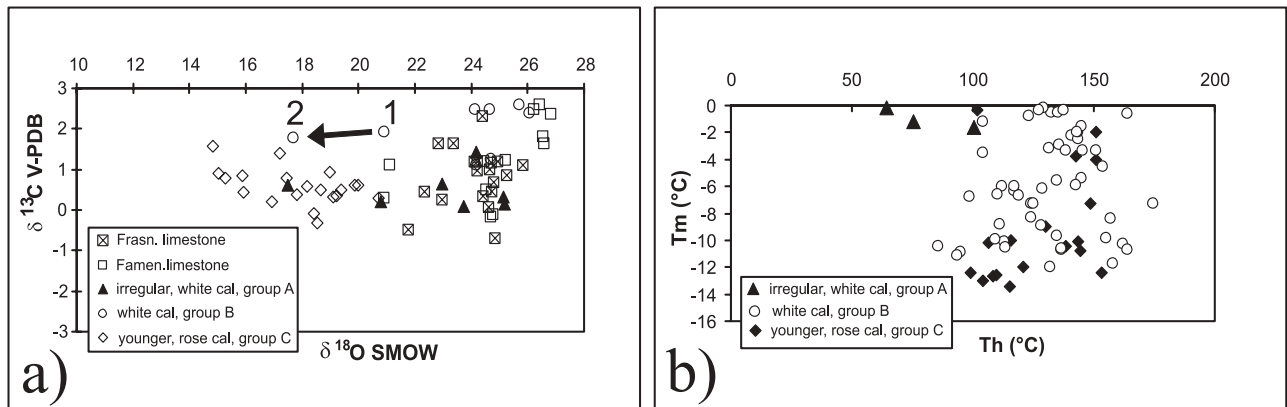 10 12 14 16 18 20 22 24 26 28
3
2
1
0
-1
-2
-3
δ 13C V-PDB
2 1
Frasn. limestone
Famen.limestone
irregular, white cal, group A
white cal, group B
younger, rose cal, group C
δ 18O SMOW
a)
0 50 100 150 200
0
-2
-4
-6
-8
-10
-12
-14
-16
Tm (°C)
irregular, white cal, group A
white cal, group B
younger, rose cal, group C
Th (°C)
b)